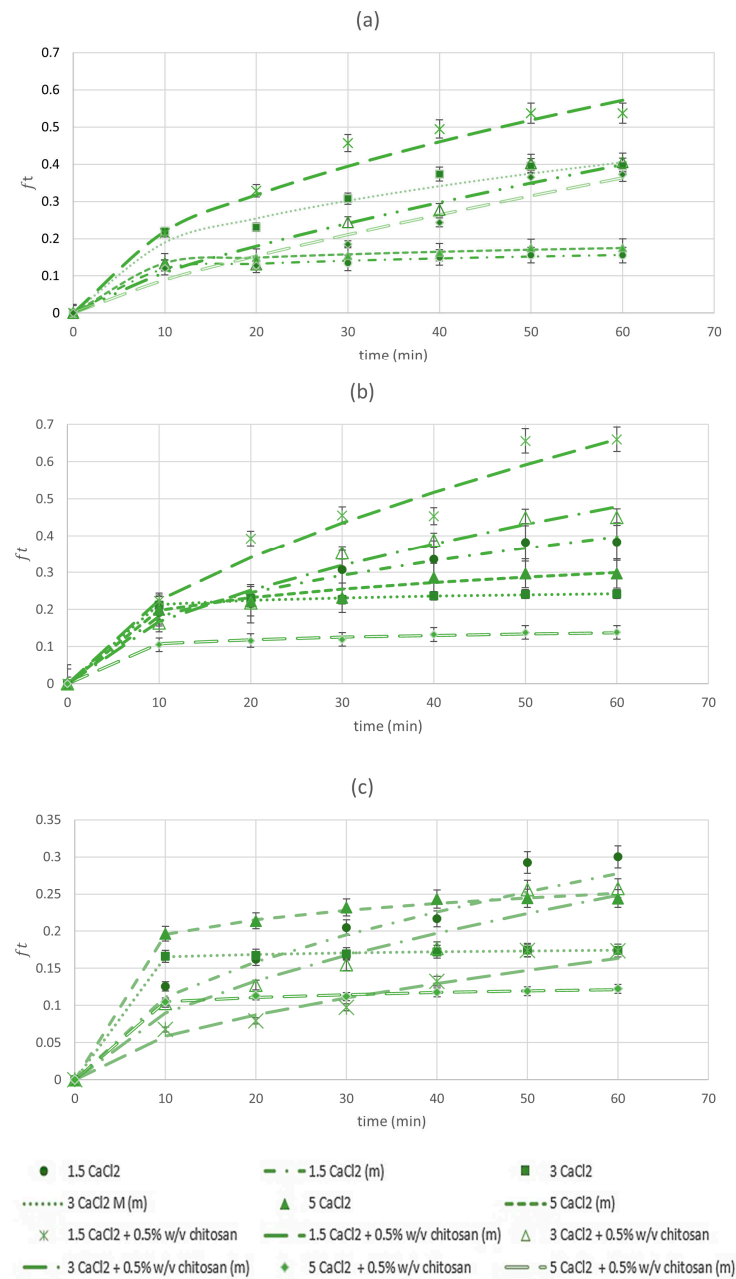 (a)
0.7
0.6
0.5
0.4
0.3
0.2
0.1
0
ft
0 10 20 30 40 50 60 70
time (min)
(b)
0.7
0.6
0.5
0.4
0.3
0.2
0.1
0
ft
0 10 20 30 40 50 60 70
time (min)
(c)
0.35
0.3
0.25
0.2
0.15
0.1
0.05
0
ft
0 10 20 30 40 50 60 70
time (min)
1.5 CaCl2 1.5 CaCl2 (m) 3 CaCl2
3 CaCl2 M (m) 5 CaCl2 5 CaCl2 (m)
1.5 CaCl2 + 0.5% w/v chitosan 1.5 CaCl2 + 0.5% w/v chitosan (m) 3 CaCl2 + 0.5% w/v chitosan
3 CaCl2 + 0.5% w/v chitosan (m) 5 CaCl2 + 0.5% w/v chitosan 5 CaCl2 + 0.5% w/v chitosan (m)